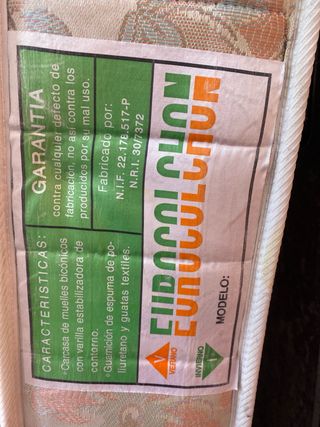 CARACTERISTICAS:
•Carcasa de muelles bicónicos
con varilla estabilizadora de
contorno.
•Guarnición de espuma de po-
liuretano y guatas textiles.
GARANTIA
contra cualquier defecto de
fabricación, no así contra los
producidos por su mal uso.
Fabricado por:
N.I.F. 22.178.517-P
N.R.I. 30/7372
EUROCOLCHON
EUROCOLCHON
V
VERANO
MODELO:
I
INVIERNO